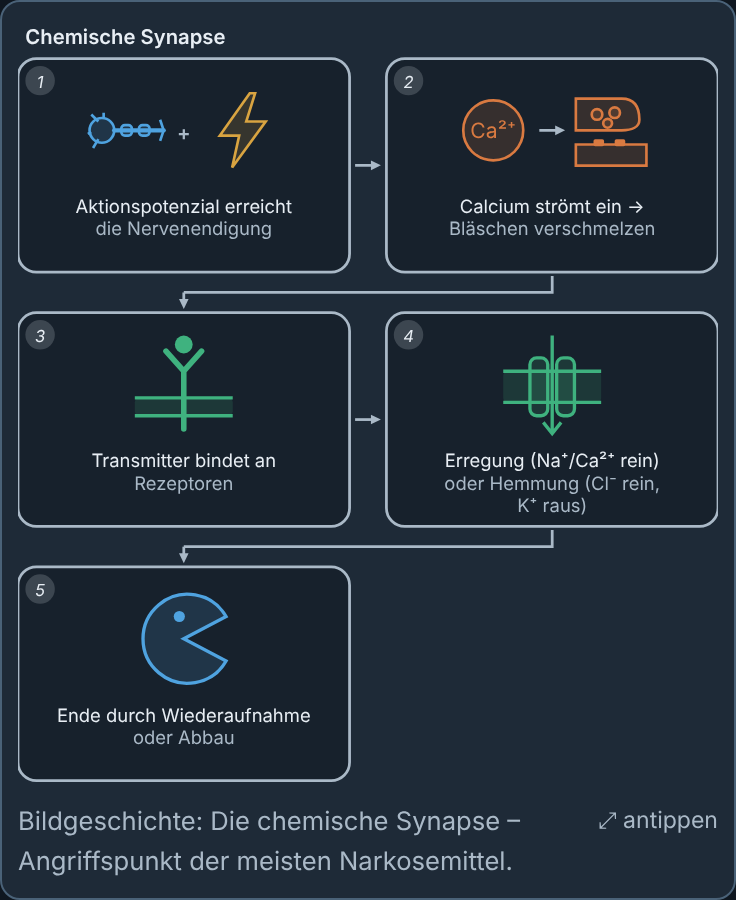 Chemische Synapse
1
+
Aktionspotenzial erreicht
die Nervenendigung
2
Ca²⁺
Calcium strömt ein →
Bläschen verschmelzen
3
Transmitter bindet an
Rezeptoren
4
Erregung (Na⁺/Ca²⁺ rein)
oder Hemmung (Cl⁻ rein,
K⁺ raus)
5
Ende durch Wiederaufnahme
oder Abbau
Bildgeschichte: Die chemische Synapse –
Angriffspunkt der meisten Narkosemittel.
⤢ antippen